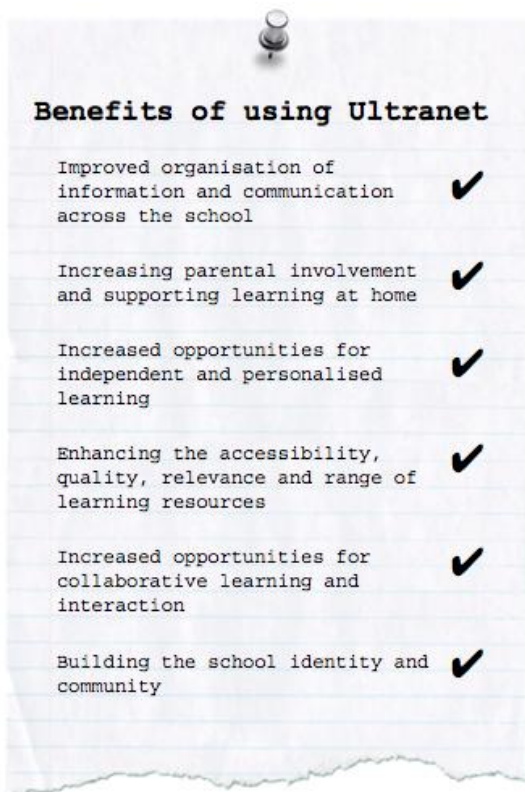 Benefits of using Ultranet
Improved organisation of
information and communication
across the school
Increasing parental involvement
and supporting learning at home
Increased opportunities for
independent and personalised
learning
Enhancing the accessibility,
quality, relevance and range of
learning resources
Increased opportunities for
collaborative learning and
interaction
Building the school identity and
community